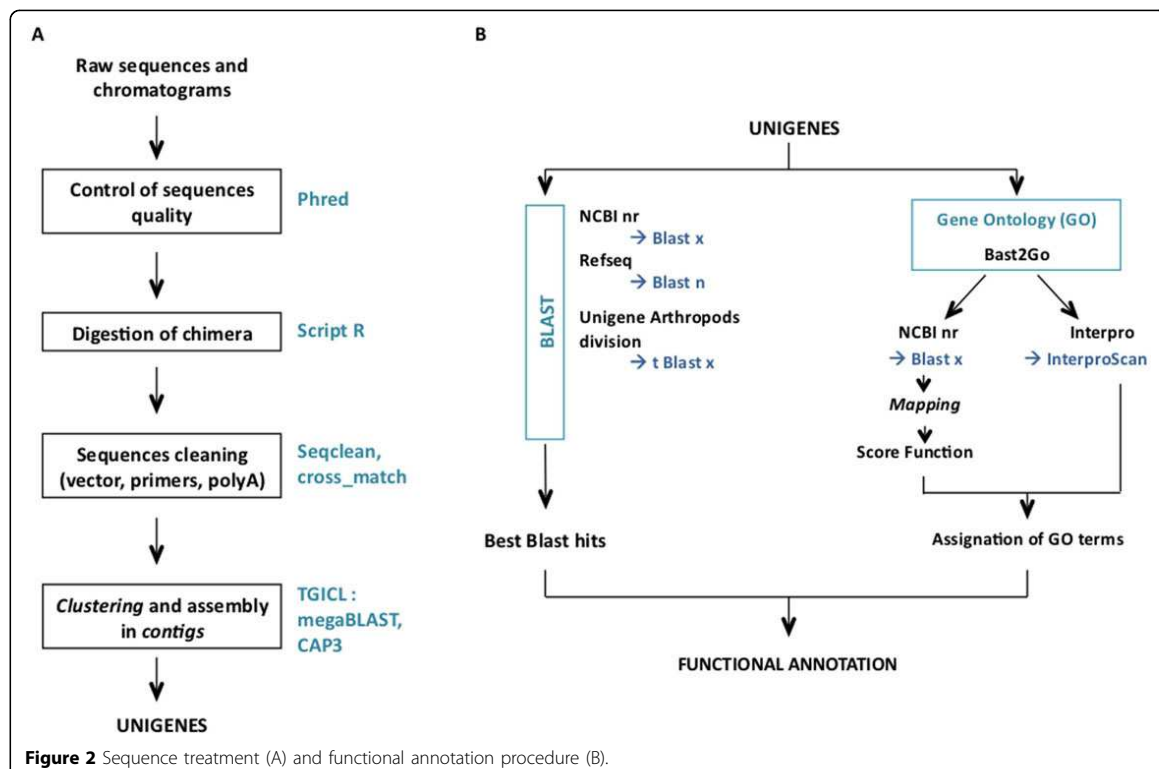 A
Raw sequences and
chromatograms
Control of sequences
quality
Phred
Digestion of chimera
Script R
Sequences cleaning
(vector, primers, polyA)
Seqclean,
cross_match
Clustering and assembly
in contigs
TGICL :
megaBLAST,
CAP3
UNIGENES
B
UNIGENES
BLAST
NCBI nr
→ Blast x
Refseq
→ Blast n
Unigene Arthropods
division
→ t Blast x
Best Blast hits
Gene Ontology (GO)
Bast2Go
NCBI nr
→ Blast x
Mapping
Score Function
Interpro
→ InterproScan
Assignation of GO terms
FUNCTIONAL ANNOTATION
Figure 2 Sequence treatment (A) and functional annotation procedure (B).